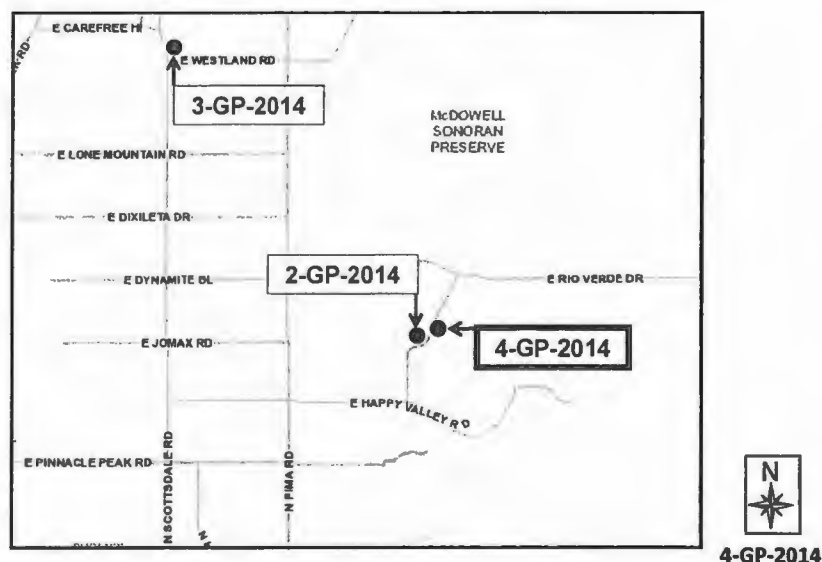 E CAREFREE H
E WESTLAND RD
3-GP-2014
McDOWELL
SONORAN
PRESERVE
E LONE MOUNTAIN RD
E DIXILETA DR
2-GP-2014
E DYNAMITE BL
E RIO VERDE DR
E JOMAX RD
4-GP-2014
E HAPPY VALLEY RD
E PINNACLE PEAK RD
N SCOTTSDALE RD
N PIMA RD
N
4-GP-2014